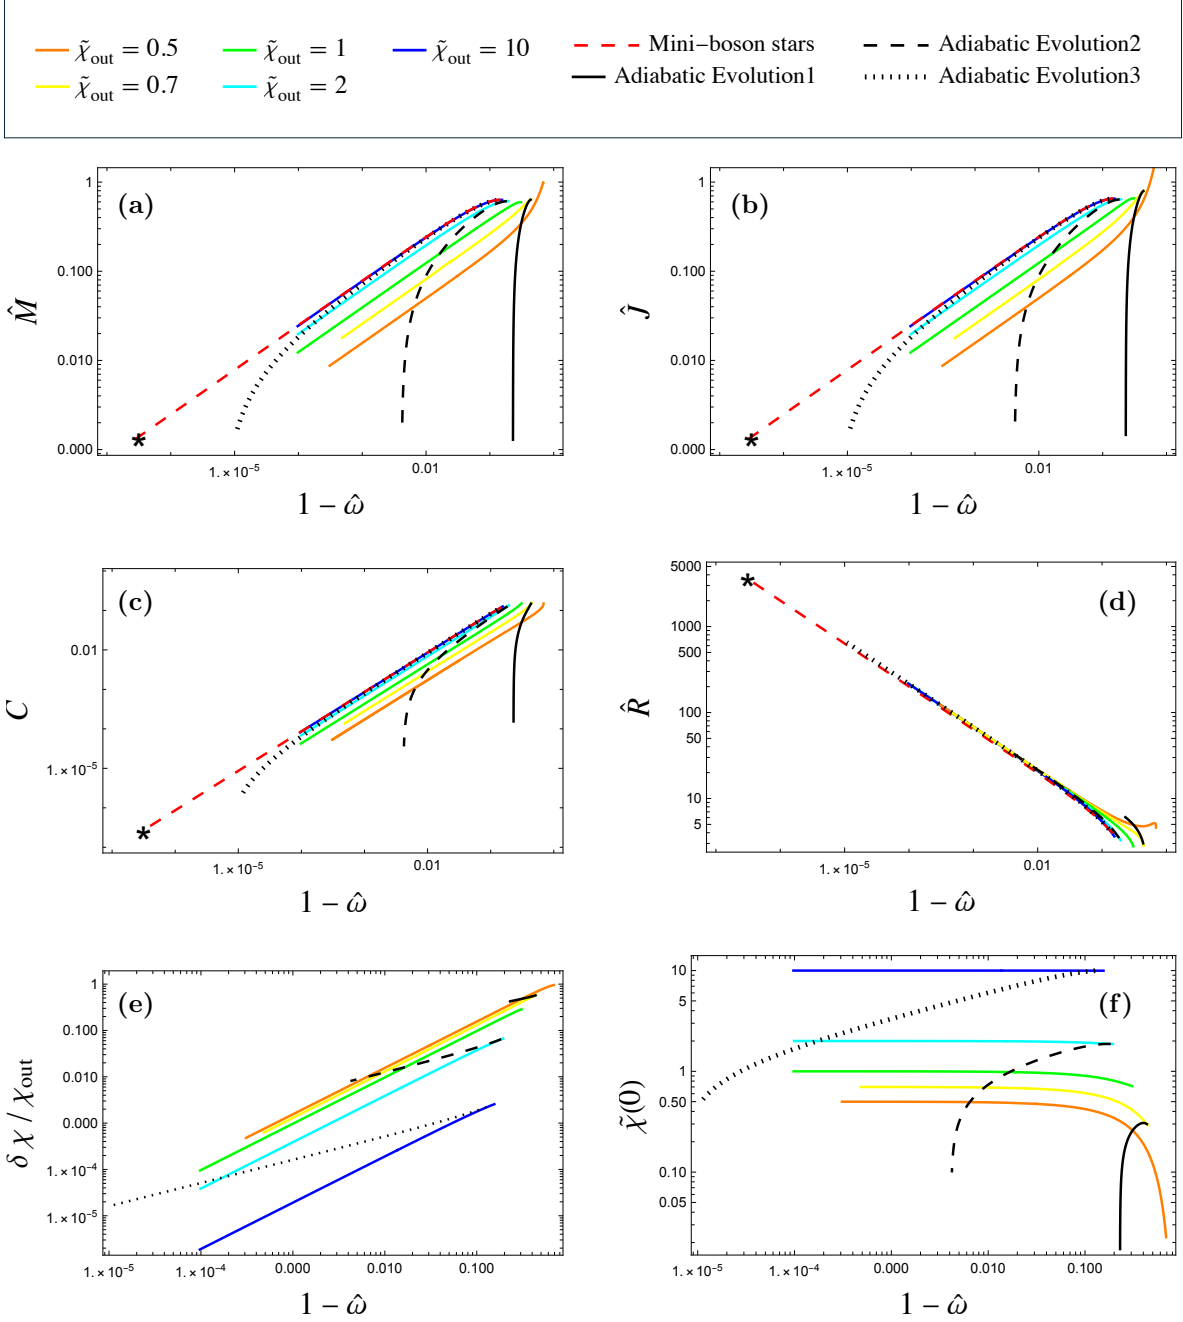 χ̃out = 0.5 χ̃out = 1 χ̃out = 10 Mini−boson stars Adiabatic Evolution2
χ̃out = 0.7 χ̃out = 2 Adiabatic Evolution1 Adiabatic Evolution3
(a)
M̂
1
0.100
0.010
0.000
1.×10⁻⁵ 0.01
1 − ω̂
(b)
Ĵ
1
0.100
0.010
0.000
1.×10⁻⁵ 0.01
1 − ω̂
(c)
C
0.01
1.×10⁻⁵
1.×10⁻⁵ 0.01
1 − ω̂
(d)
R̂
5000
1000
500
100
50
10
5
1.×10⁻⁵ 0.01
1 − ω̂
(e)
δχ / χout
1
0.100
0.010
0.000
1.×10⁻⁴
1.×10⁻⁵
1.×10⁻⁵ 1.×10⁻⁴ 0.000 0.010 0.100
1 − ω̂
(f)
χ̃(0)
10
5
1
0.50
0.10
0.05
1.×10⁻⁵ 1.×10⁻⁴ 0.000 0.010 0.100
1 − ω̂